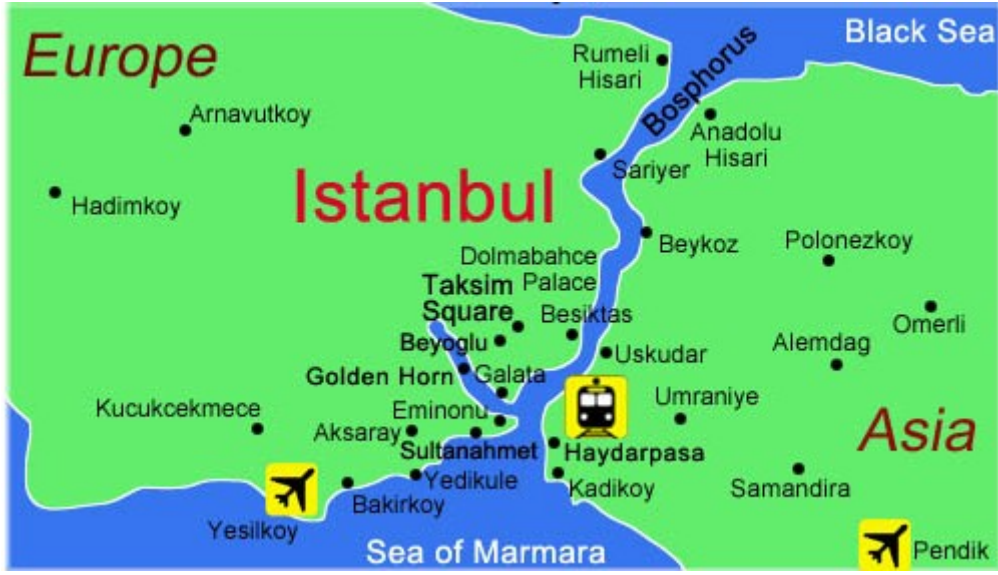 Europe
Black Sea
Rumeli
Hisari
Bosphorus
Arnavutkoy
Anadolu
Hisari
Sariyer
Istanbul
Hadimkoy
Beykoz
Polonezkoy
Dolmabahce
Palace
Taksim
Square
Besiktas
Omerli
Beyoglu
Uskudar
Alemdag
Golden Horn
Galata
Umraniye
Kucukcekmece
Eminonu
Aksaray
Asia
Sultanahmet
Haydarpasa
Yedikule
Kadikoy
Samandira
Bakirkoy
Yesilkoy
Sea of Marmara
Pendik